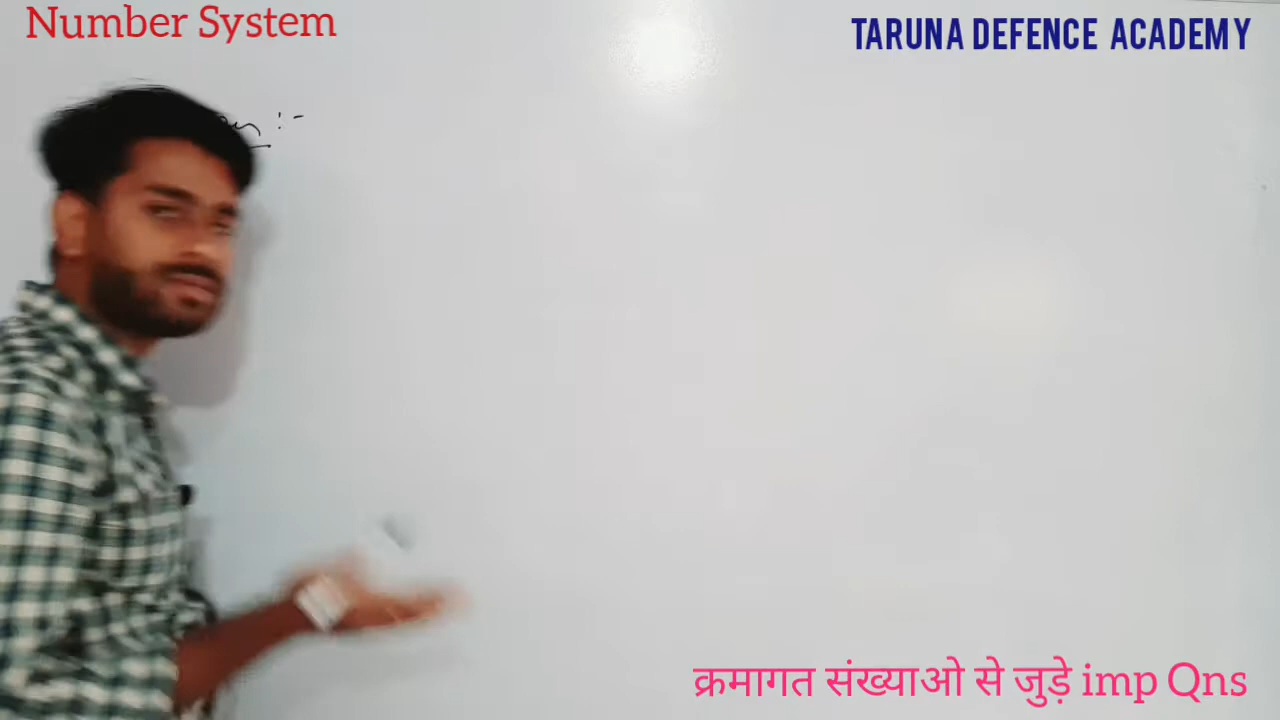 Number System
TARUNA DEFENCE ACADEMY
:-
क्रमागत संख्याओ से जुड़े imp Qns